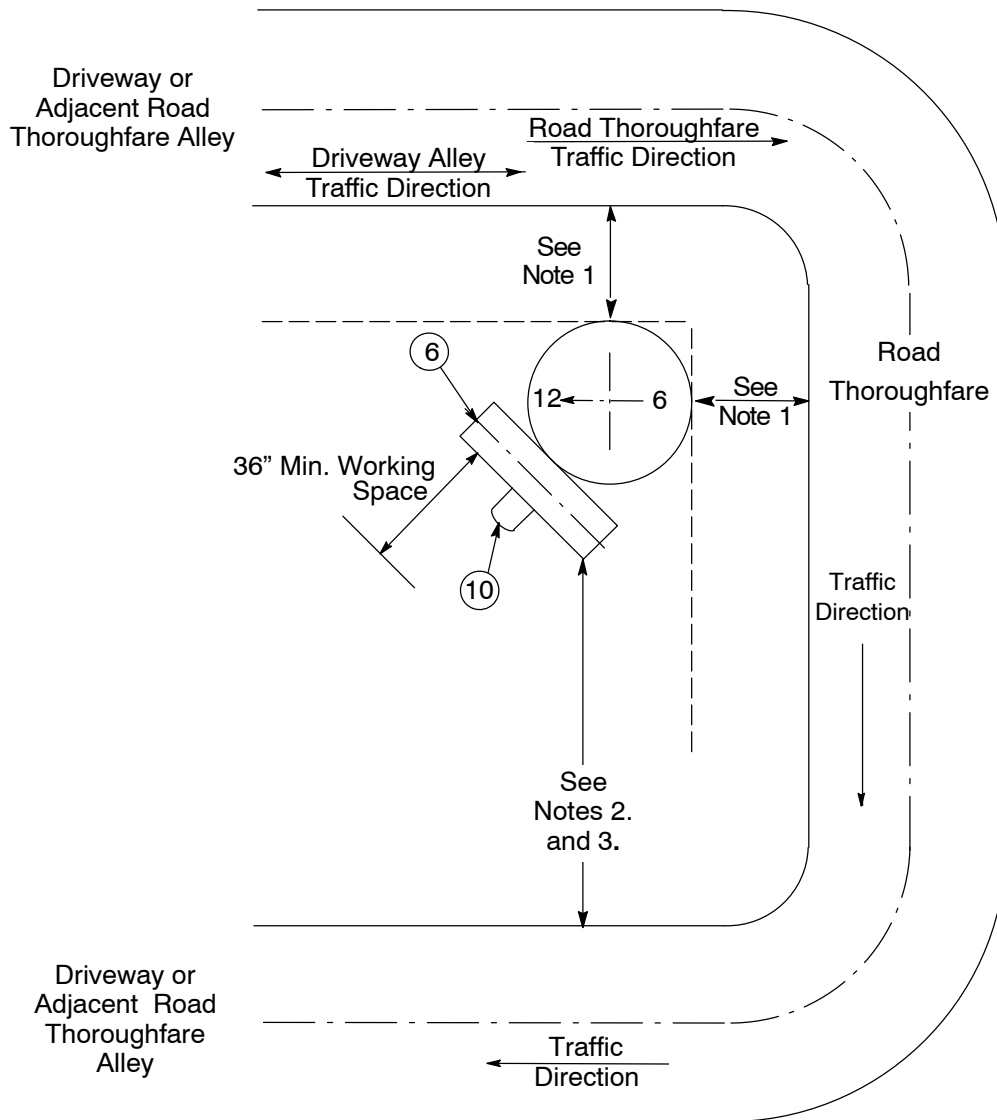 Driveway or
Adjacent Road
Thoroughfare Alley
Road Thoroughfare
Traffic Direction
Driveway Alley
Traffic Direction
See
Note 1
6
12
6
See
Note 1
Road
Thoroughfare
36” Min. Working
Space
10
Traffic
Direction
See
Notes 2.
and 3.
Driveway or
Adjacent Road
Thoroughfare
Alley
Traffic
Direction